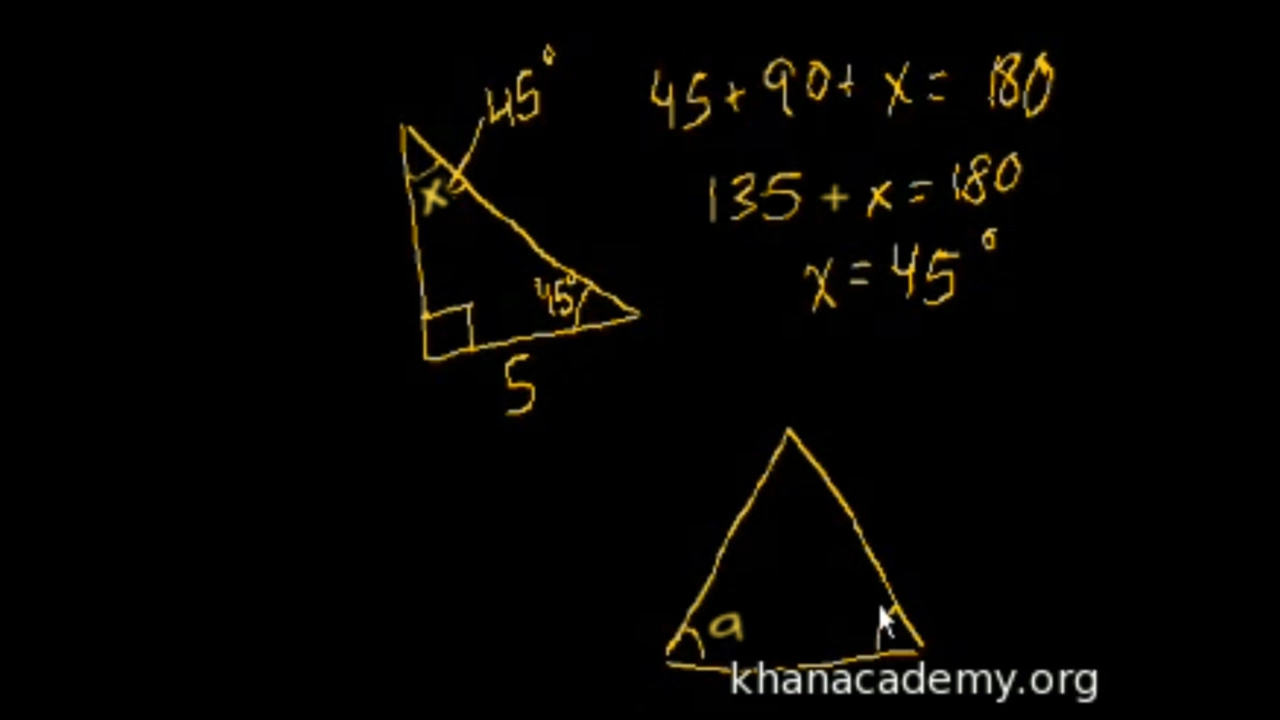 45°
45+90+ x= 180
x
135 + x = 180
x = 45°
45°
5
a
khanacademy.org